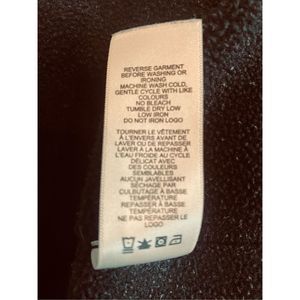 REVERSE GARMENT
BEFORE WASHING OR
IRONING
MACHINE WASH COLD,
GENTLE CYCLE WITH LIKE
COLOURS
NO BLEACH
TUMBLE DRY LOW
LOW IRON
DO NOT IRON LOGO
TOURNER LE VÊTEMENT
À L'ENVERS AVANT DE
LAVER OU DE REPASSER
LAVER À LA MACHINE À
L'EAU FROIDE AU CYCLE
DÉLICAT AVEC DES COULEURS
SEMBLABLES
AUCUN JAVELLISANT
SÉCHAGE PAR
CULBUTAGE À BASSE
TEMPÉRATURE
REPASSER À BASSE
TEMPÉRATURE
NE PAS REPASSER LE
LOGO